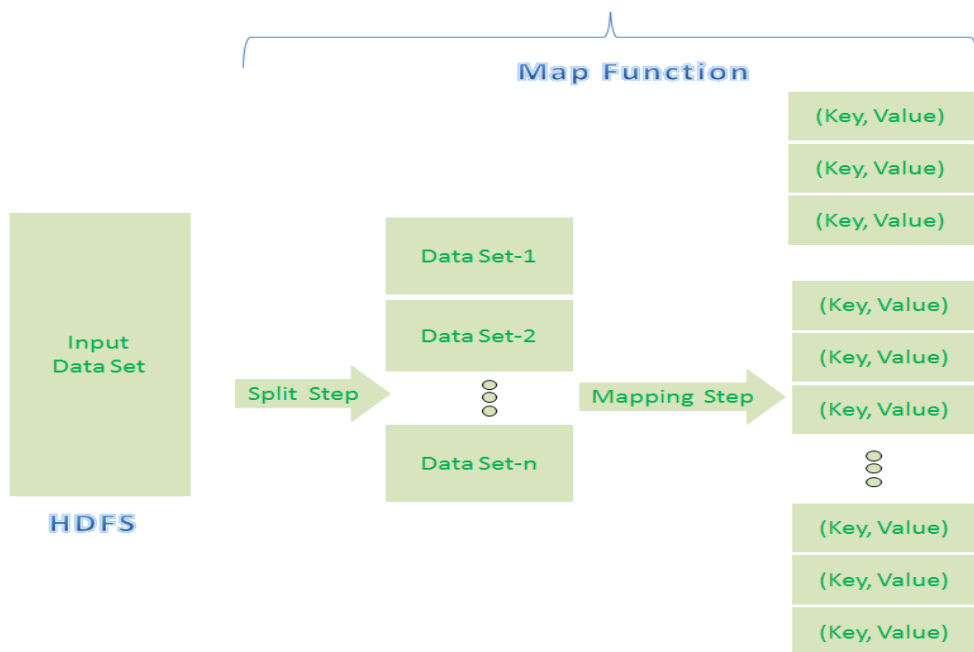 Map Function
Input
Data Set
HDFS
Split Step
Data Set-1
Data Set-2
Data Set-n
Mapping Step
(Key, Value)
(Key, Value)
(Key, Value)
(Key, Value)
(Key, Value)
(Key, Value)
(Key, Value)
(Key, Value)
(Key, Value)